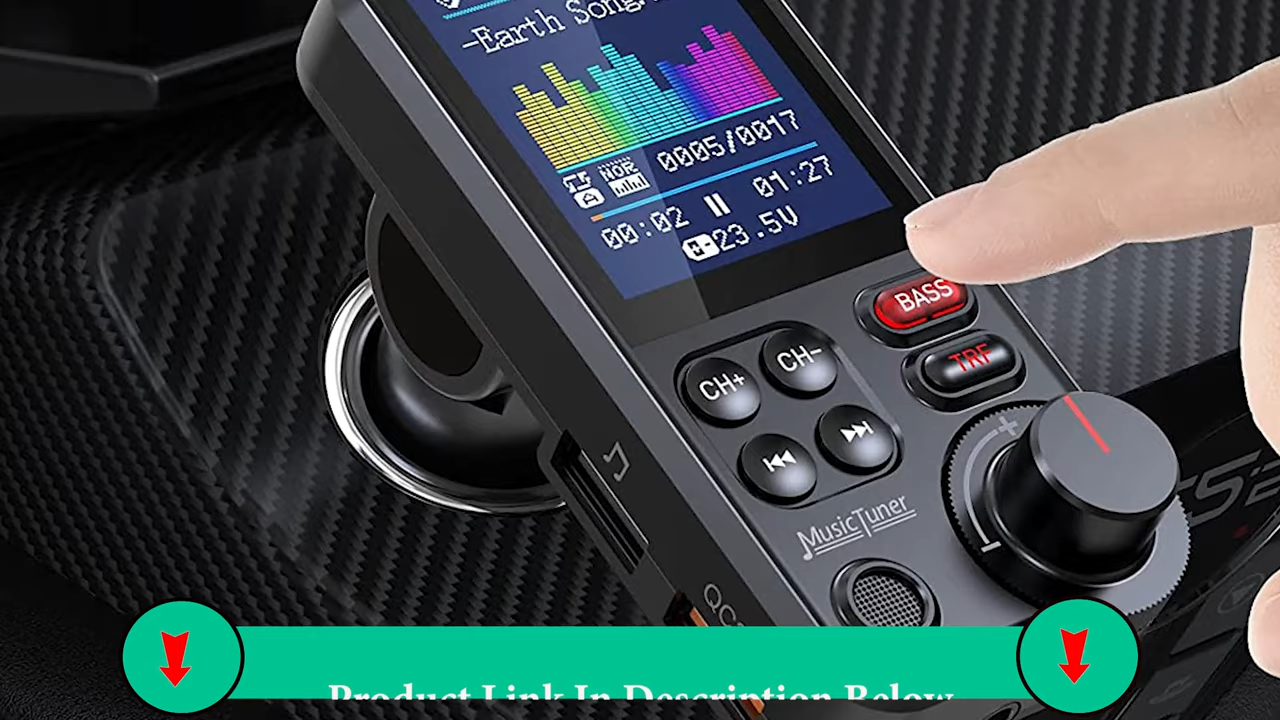 -Earth Song
0005/0017
NOR
01:27
00:02
23.5V
BASS
TRF
CH-
CH+
MusicTuner
Product Link In Description Below